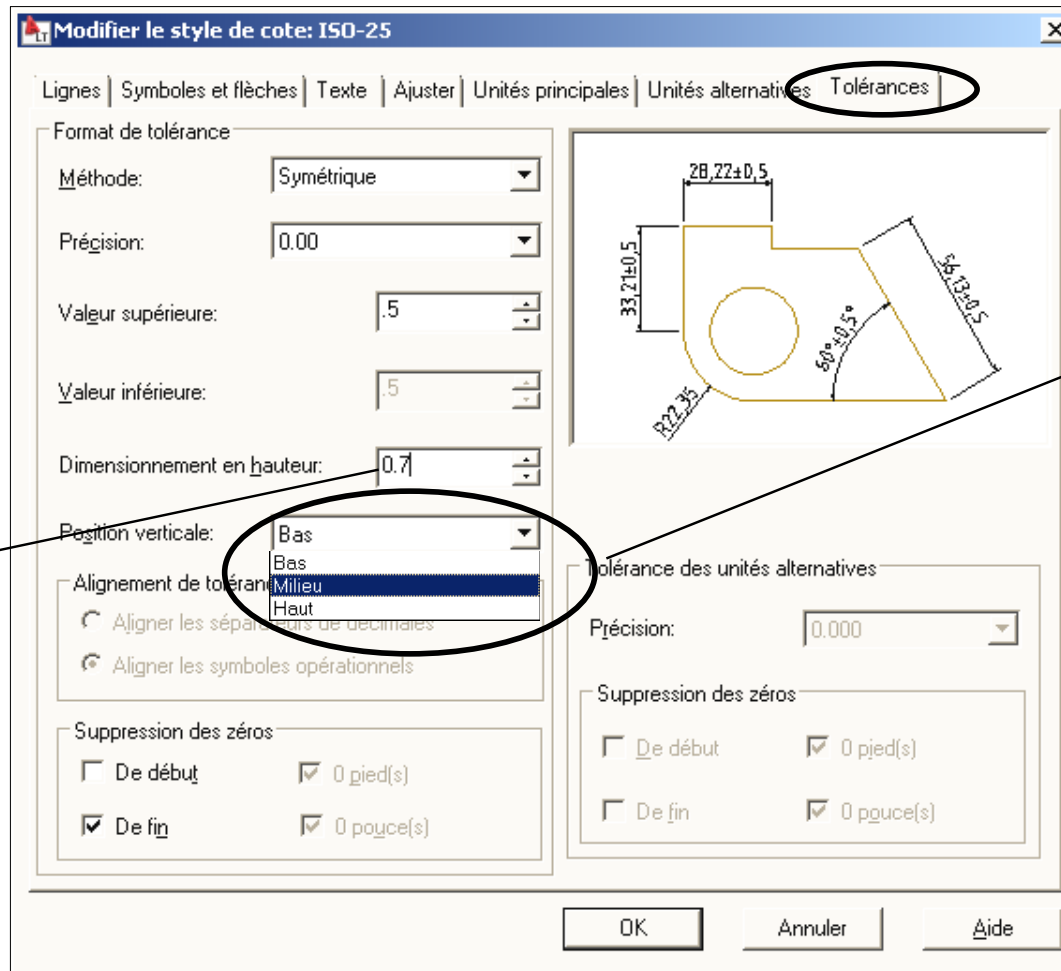 LT Modifier le style de cote: ISO-25
Lignes Symboles et flèches Texte Ajuster Unités principales Unités alternatives Tolérances
Format de tolérance
Méthode: Symétrique
Précision: 0.00
Valeur supérieure: .5
Valeur inférieure: .5
Dimensionnement en hauteur: 0.7
Position verticale: Bas
Bas
Milieu
Haut
Alignement de toléran
Aligner les séparateurs de décimales
Aligner les symboles opérationnels
Suppression des zéros
De début 0 pied(s)
De fin 0 pouce(s)
28,22±0,5
33,21±0,5
56,13±0,5
60°±0,5°
R22,35
Tolérance des unités alternatives
Précision: 0.000
Suppression des zéros
De début 0 pied(s)
De fin 0 pouce(s)
OK Annuler Aide